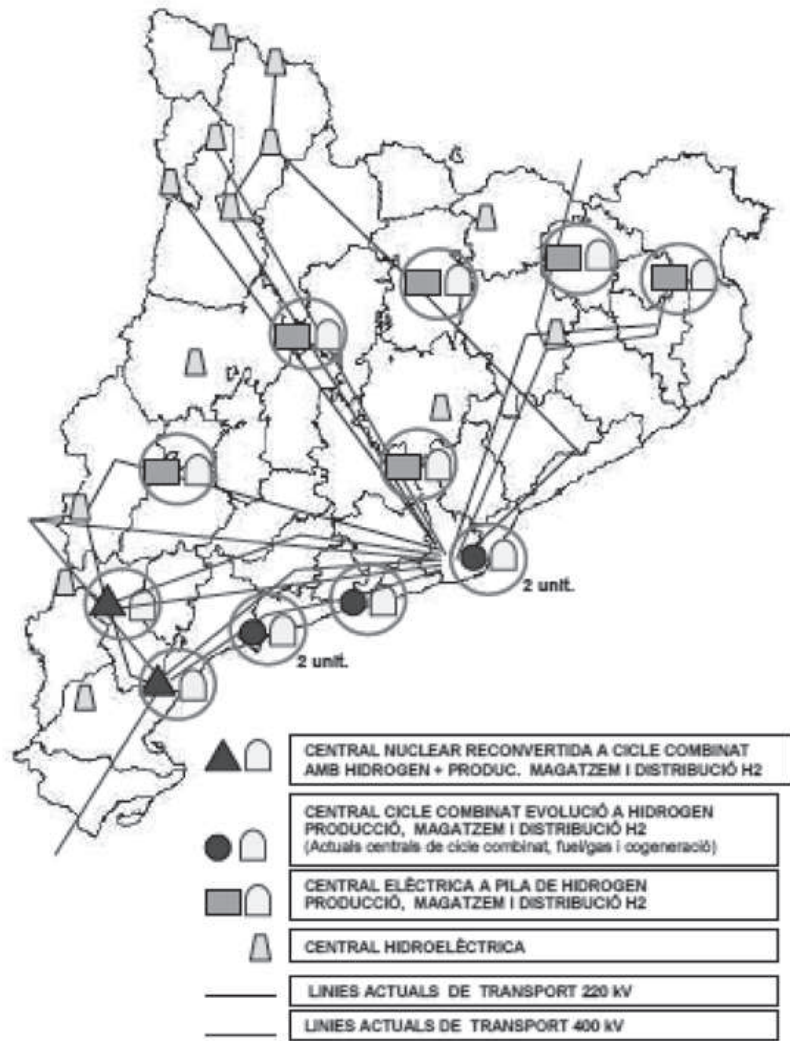 2 unit.
2 unit.
CENTRAL NUCLEAR RECONVERTIDA A CICLE COMBINAT
AMB HIDROGEN + PRODUC. MAGATZEM I DISTRIBUCIÓ H2
CENTRAL CICLE COMBINAT EVOLUCIÓ A HIDROGEN
PRODUCCIÓ, MAGATZEM I DISTRIBUCIÓ H2
(Actuals centrals de cicle combinat, fuel/gas i cogeneració)
CENTRAL ELÈCTRICA A PILA DE HIDROGEN
PRODUCCIÓ, MAGATZEM I DISTRIBUCIÓ H2
CENTRAL HIDROELÈCTRICA
LINIES ACTUALS DE TRANSPORT 220 kV
LINIES ACTUALS DE TRANSPORT 400 kV